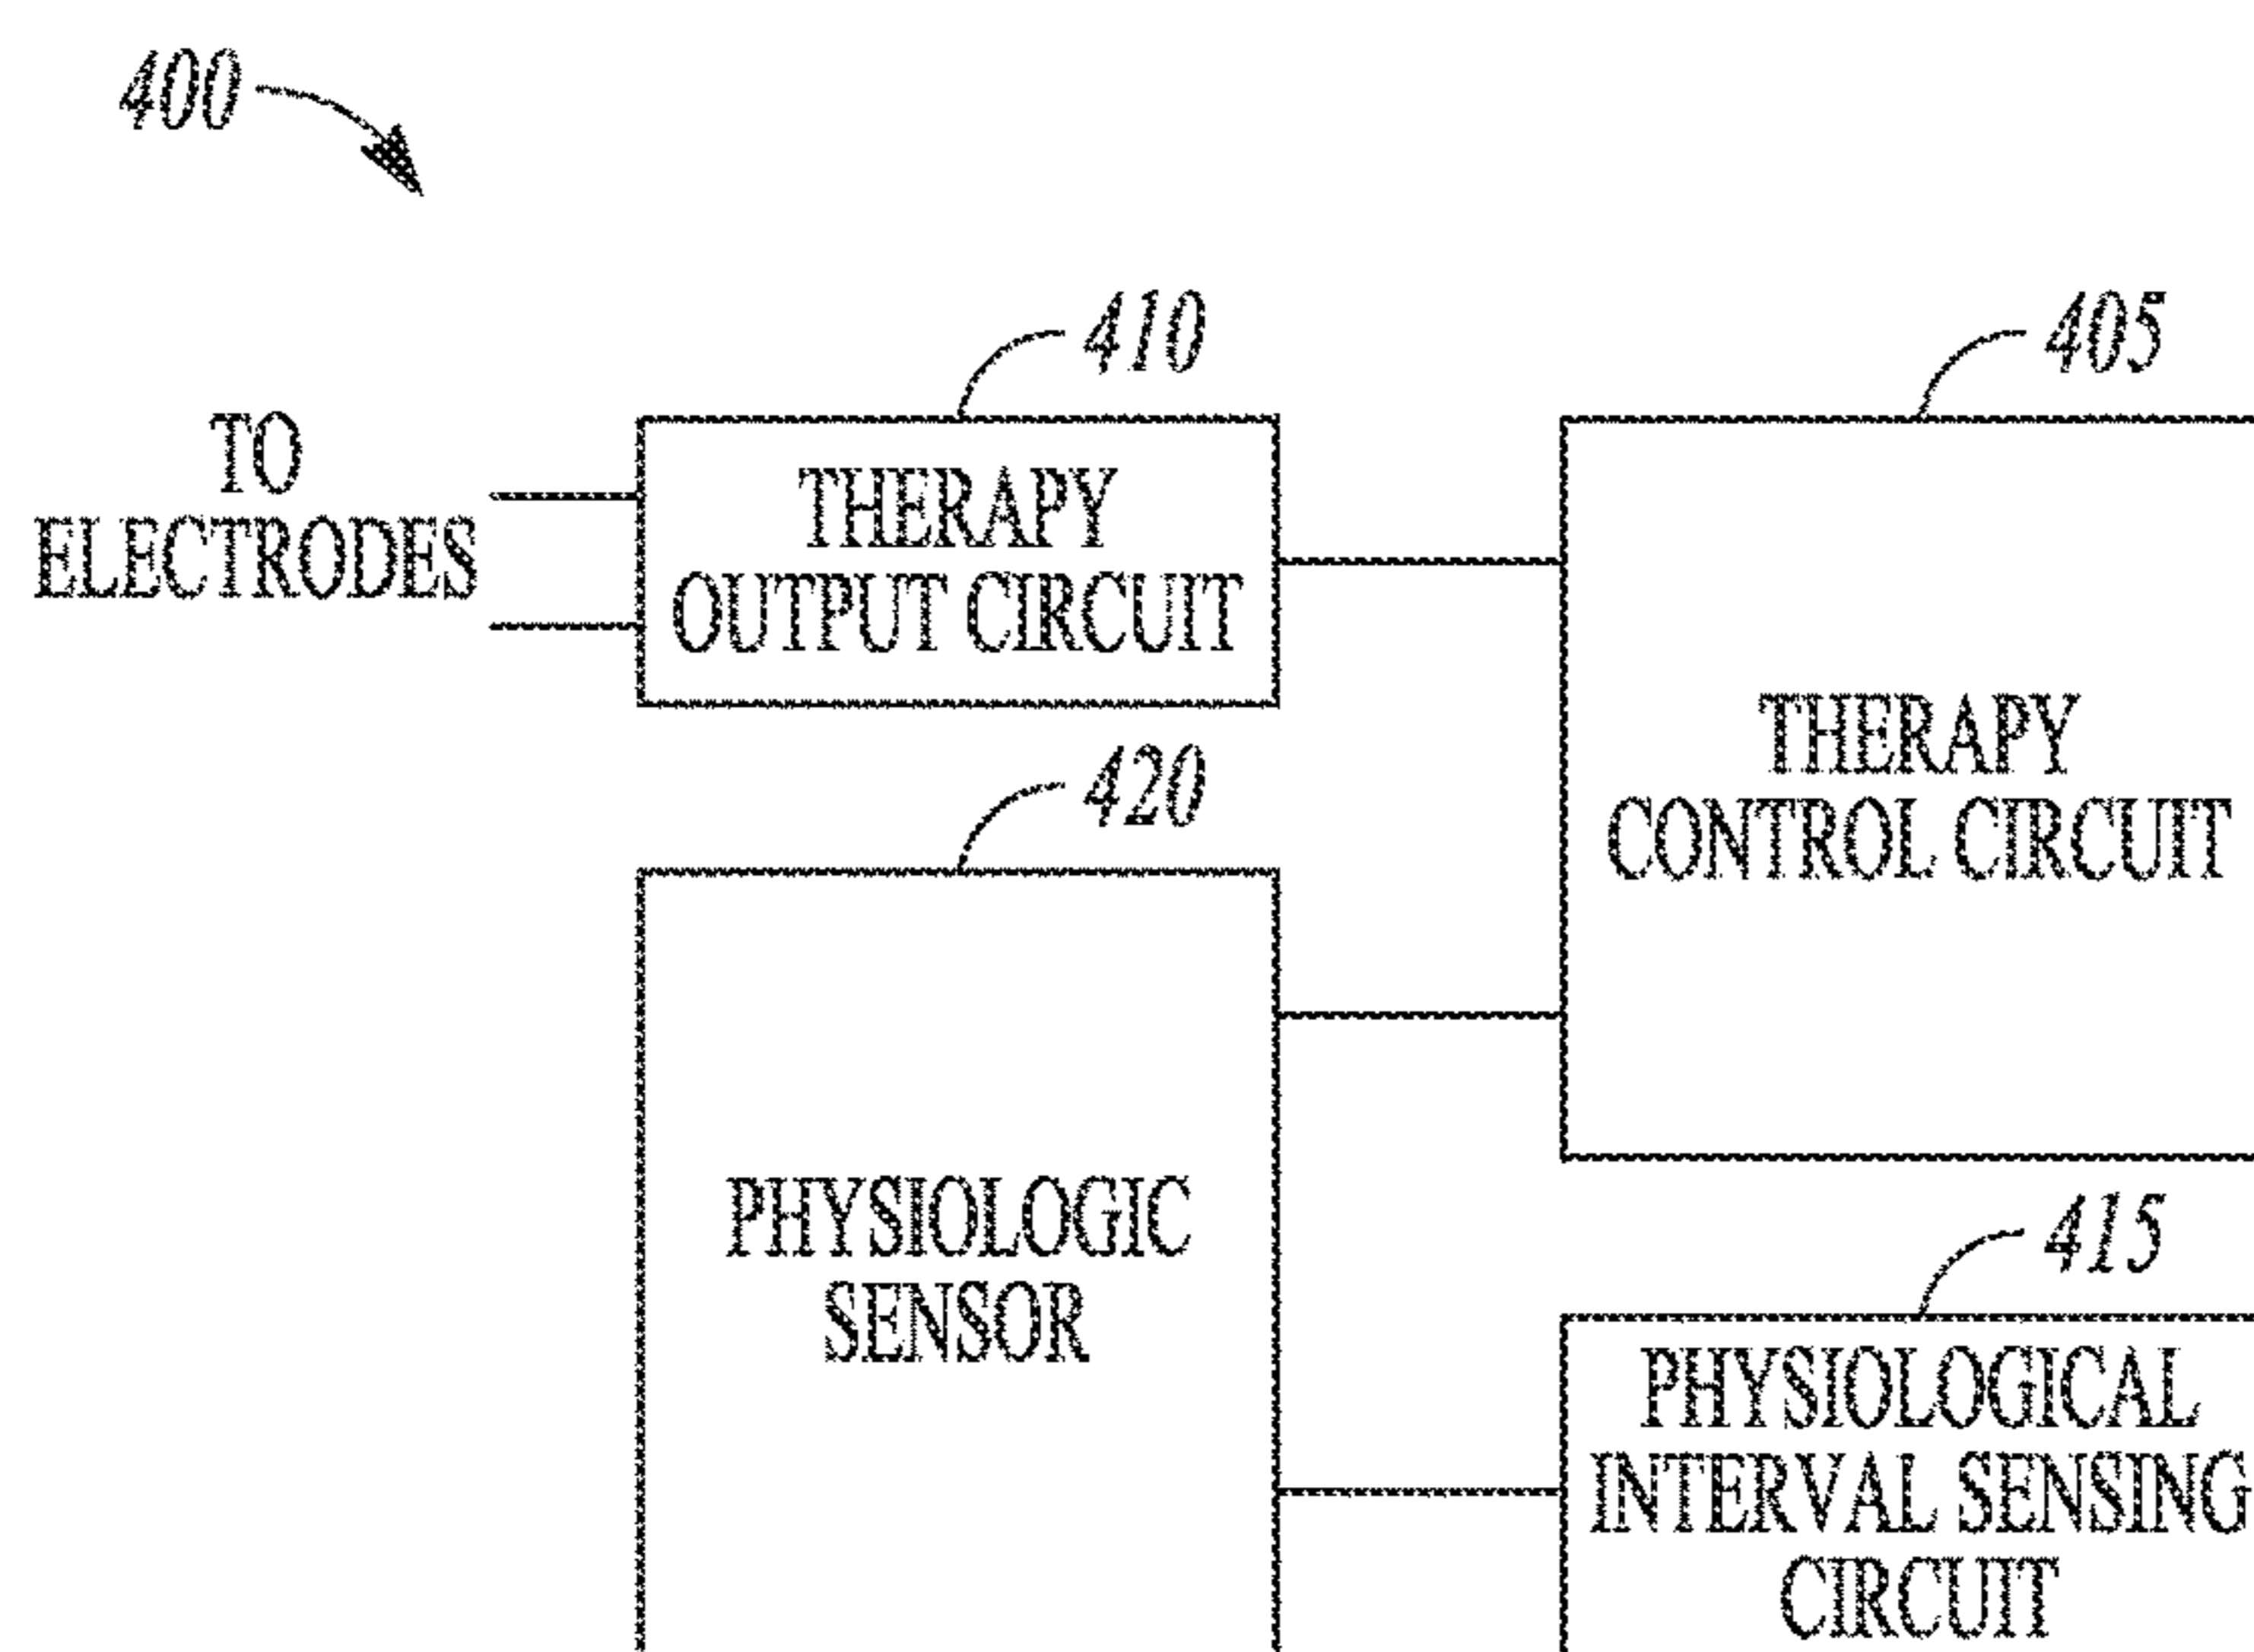 400
410
405
TO
ELECTRODES
THERAPY
OUTPUT CIRCUIT
THERAPY
CONTROL CIRCUIT
420
PHYSIOLOGIC
SENSOR
415
PHYSIOLOGICAL
INTERVAL SENSING
CIRCUIT